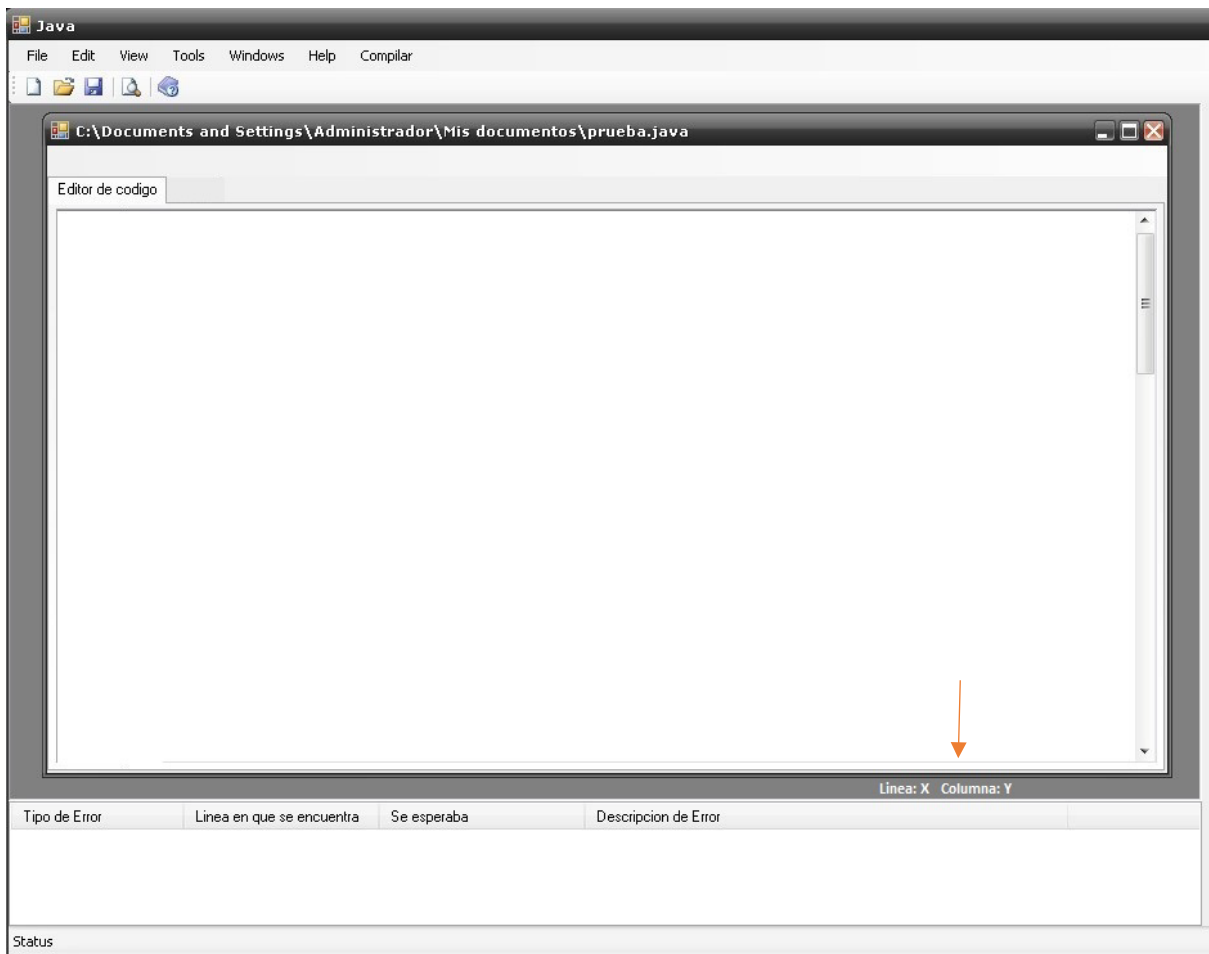 Java
File Edit View Tools Windows Help Compilar
C:\Documents and Settings\Administrador\Mis documentos\prueba.java
Editor de codigo
Linea: X Columna: Y
Tipo de Error Linea en que se encuentra Se esperaba Descripcion de Error
Status